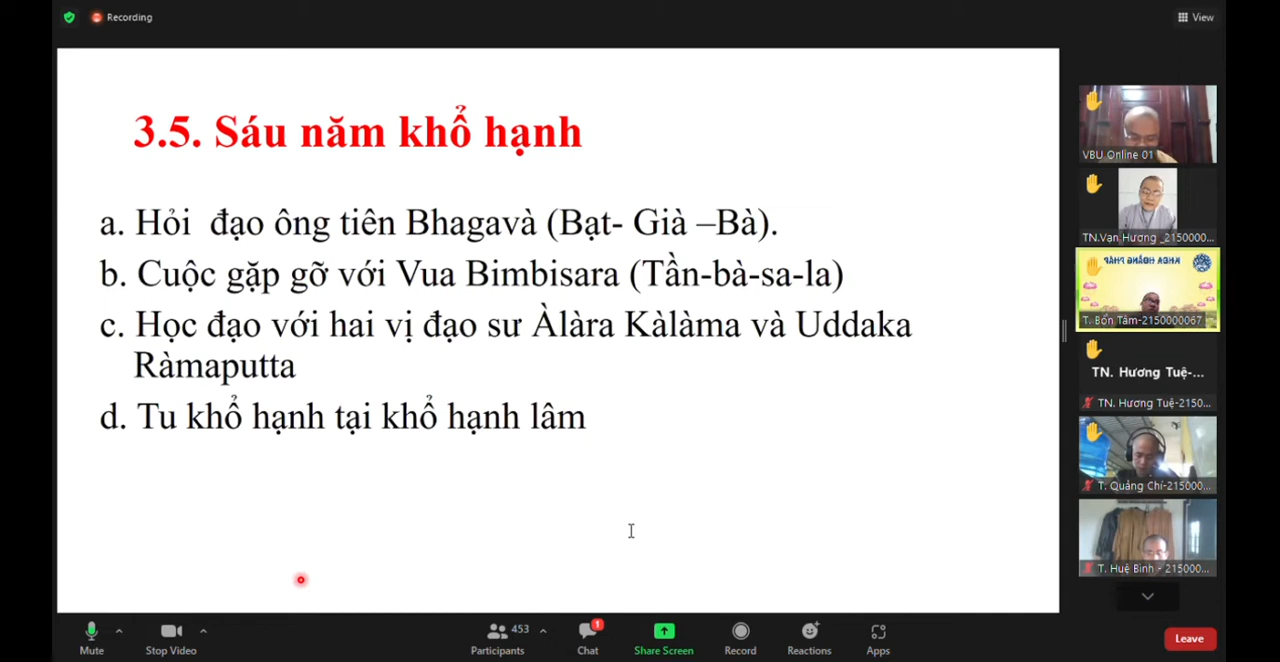 Recording
View
3.5. Sáu năm khổ hạnh
a. Hỏi đạo ông tiên Bhagavà (Bạt- Già –Bà).
b. Cuộc gặp gỡ với Vua Bimbisara (Tần-bà-sa-la)
c. Học đạo với hai vị đạo sư Àlàra Kàlàma và Uddaka
Ràmaputta
d. Tu khổ hạnh tại khổ hạnh lâm
VBU Online 01
TN.Vạn Hương _2150000...
KHOA HOẰNG PHÁP
T. Bổn Tâm-2150000067
TN. Hương Tuệ-...
TN. Hương Tuệ-2150...
T. Quảng Chí-215000...
T. Huệ Bình - 215000...
Mute
Stop Video
453
Participants
1
Chat
Share Screen
Record
Reactions
Apps
Leave